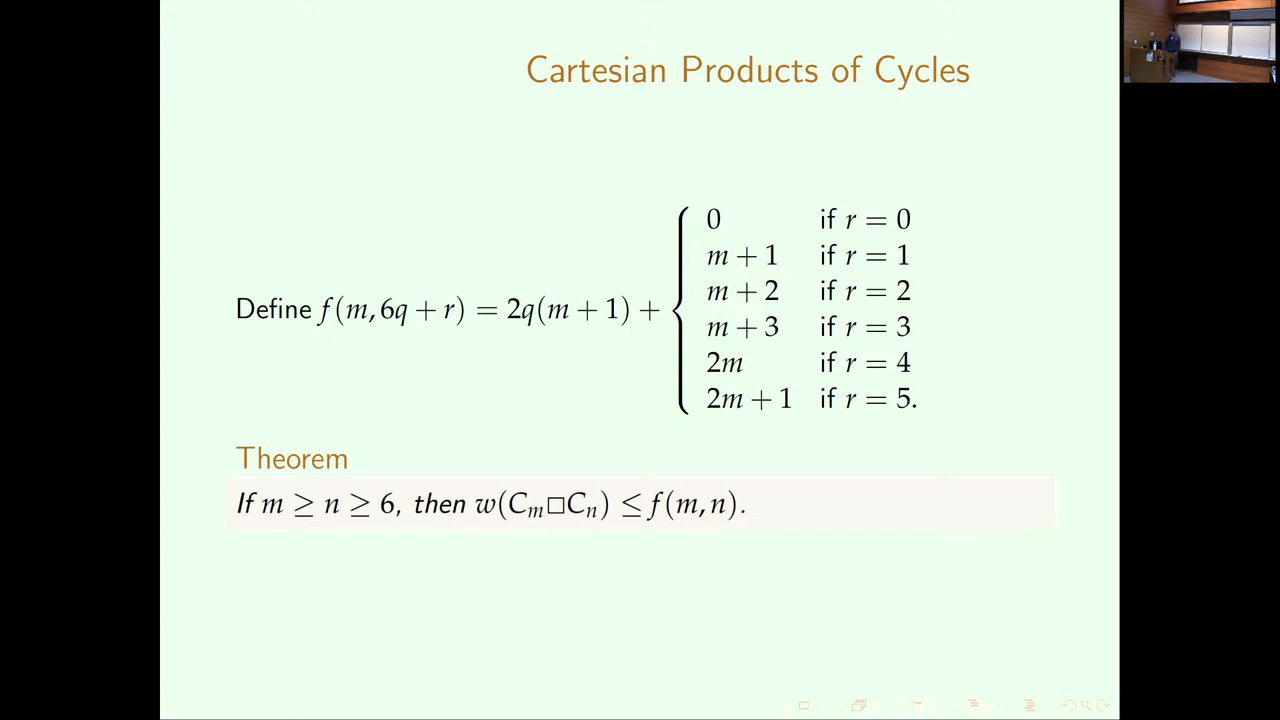 Cartesian Products of Cycles
0 if r = 0
m + 1 if r = 1
m + 2 if r = 2
Define f(m, 6q + r) = 2q(m + 1) + {
m + 3 if r = 3
2m if r = 4
2m + 1 if r = 5.
Theorem
If m ≥ n ≥ 6, then w(C_m□C_n) ≤ f(m, n).